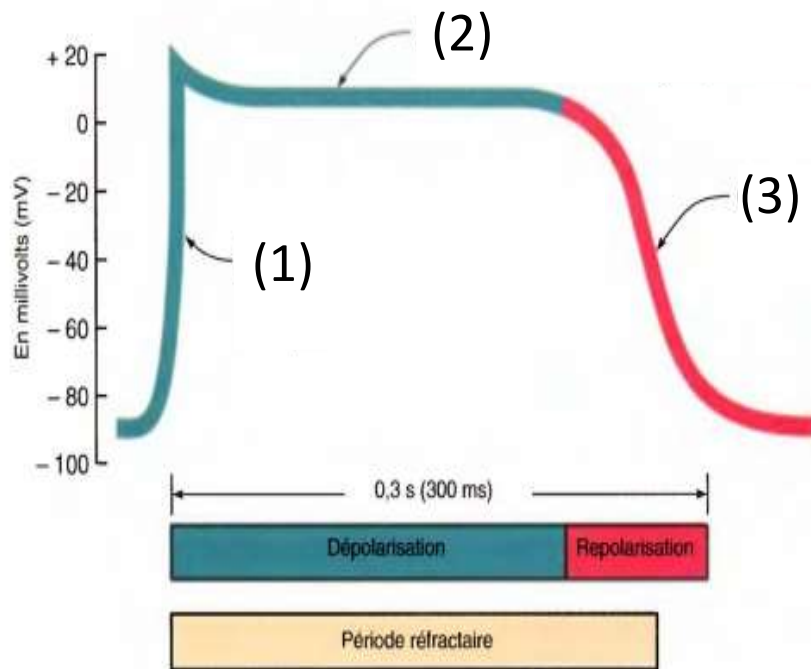 (2)
+20
0
−20
−40
−60
−80
−100
En millivolts (mV)
(3)
(1)
0,3 s (300 ms)
Dépolarisation
Repolarisation
Période réfractaire